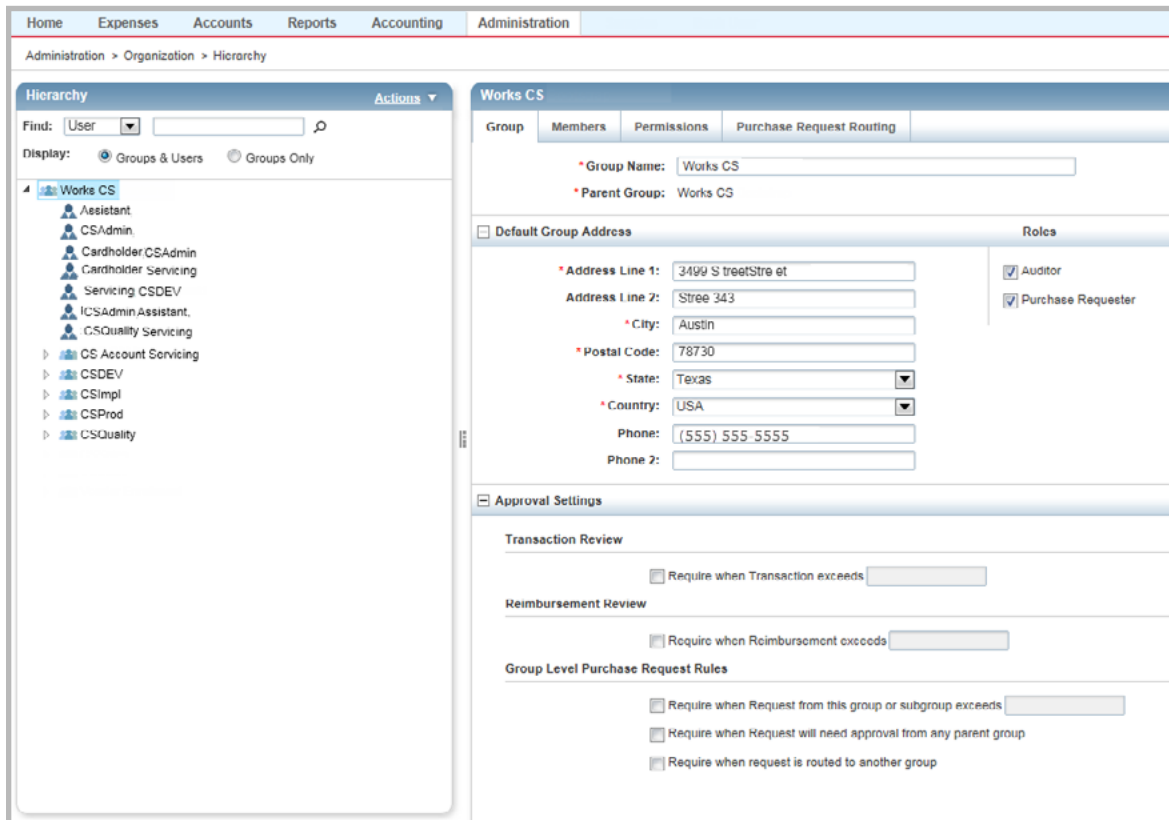 Home Expenses Accounts Reports Accounting Administration
Administration > Organization > Hierarchy
Hierarchy Actions
Find: User
Display: Groups & Users Groups Only
Works CS
Assistant
CSAdmin,
Cardholder,CSAdmin
Cardholder Servicing
Servicing CSDEV
ICSAdmin,Assistant,
CSQuality Servicing
CS Account Servicing
CSDEV
CSImpl
CSProd
CSQuality
Works CS
Group Members Permissions Purchase Request Routing
*Group Name: Works CS
*Parent Group: Works CS
Default Group Address Roles
*Address Line 1: 3499 S treetStre et
Address Line 2: Stree 343
*City: Austin
*Postal Code: 78730
*State: Texas
*Country: USA
Phone: (555) 555-5555
Phone 2:
Auditor
Purchase Requester
Approval Settings
Transaction Review
Require when Transaction exceeds
Reimbursement Review
Require when Reimbursement exceeds
Group Level Purchase Request Rules
Require when Request from this group or subgroup exceeds
Require when Request will need approval from any parent group
Require when request is routed to another group